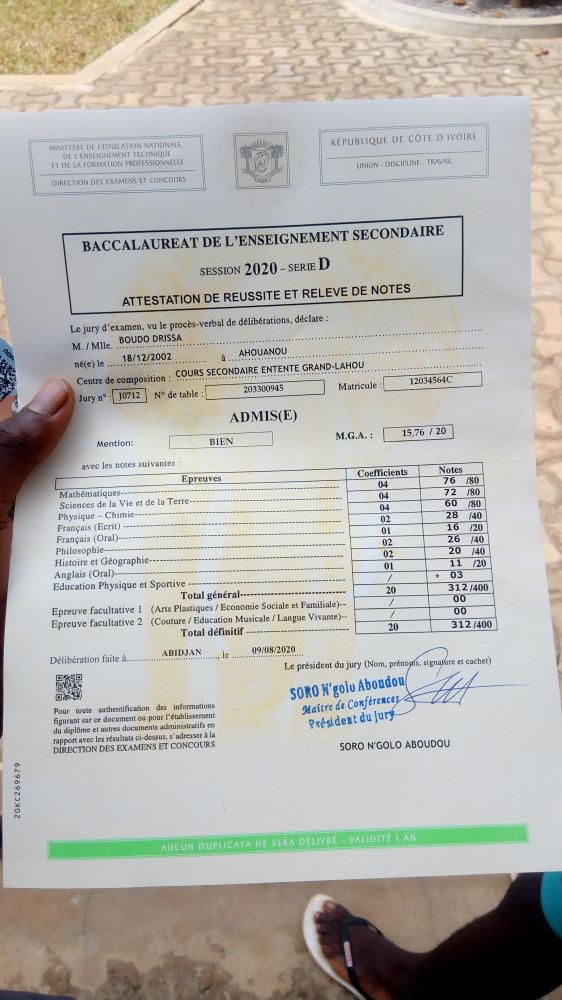 MINISTÈRE DE L'ÉDUCATION NATIONALE,
DE L'ENSEIGNEMENT TECHNIQUE
ET DE LA FORMATION PROFESSIONNELLE
DIRECTION DES EXAMENS ET CONCOURS
RÉPUBLIQUE DE CÔTE D'IVOIRE
UNION - DISCIPLINE - TRAVAIL
BACCALAUREAT DE L'ENSEIGNEMENT SECONDAIRE
SESSION 2020 – SERIE D
ATTESTATION DE REUSSITE ET RELEVE DE NOTES
Le jury d'examen, vu le procès-verbal de délibérations, déclare :
M. / Mlle. BOUDO DRISSA
né(e) le 18/12/2002 à AHOUANOU
Centre de composition : COURS SECONDAIRE ENTENTE GRAND-LAHOU
Jury n° : J0712 N° de table : 203300945 Matricule : 12034564C
ADMIS(E)
Mention: BIEN M.G.A. : 15,76 / 20
avec les notes suivantes :
Epreuves Coefficients Notes
Mathématiques 04 76 /80
Sciences de la Vie et de la Terre 04 72 /80
Physique – Chimie 04 60 /80
Français (Ecrit) 02 28 /40
Français (Oral) 01 16 /20
Philosophie 02 26 /40
Histoire et Géographie 02 20 /40
Anglais (Oral) 01 11 /20
Education Physique et Sportive / + 03
Total général 20 312/400
Epreuve facultative 1 (Arts Plastiques / Economie Sociale et Familiale) / 00
Epreuve facultative 2 (Couture / Education Musicale / Langue Vivante) / 00
Total définitif 20 312/400
Délibération faite à ABIDJAN, le 09/08/2020
Le président du jury (Nom, prénoms, signature et cachet)
SORO N'golo Aboudou
Maître de Conférences
Président du Jury
SORO N'GOLO ABOUDOU
Pour toute authentification des informations
figurant sur ce document ou pour l'établissement
du diplôme et autres documents administratifs en
rapport avec les résultats ci-dessus, s'adresser à la
DIRECTION DES EXAMENS ET CONCOURS
20KC269679
AUCUN DUPLICATA NE SERA DÉLIVRÉ - VALIDITÉ 1 AN